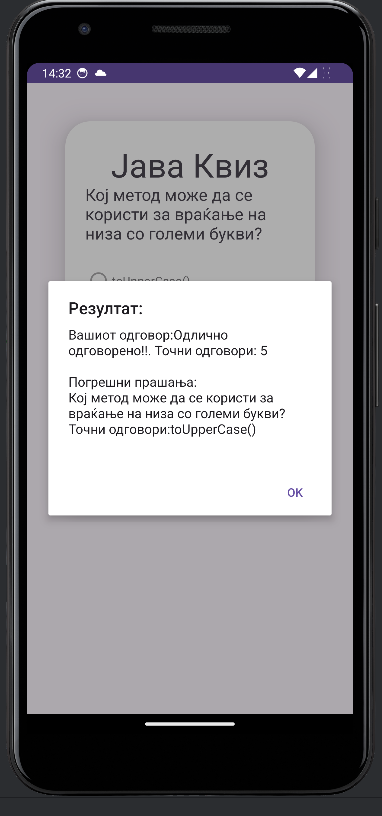 14:32
Јава Квиз
Кој метод може да се
користи за враќање на
низа со големи букви?
toUpperCase()
Резултат:
Вашиот одговор:Одлично
одговорено!!. Точни одговори: 5
Погрешни прашања:
Кој метод може да се користи за
враќање на низа со големи букви?
Точни одговори:toUpperCase()
OK